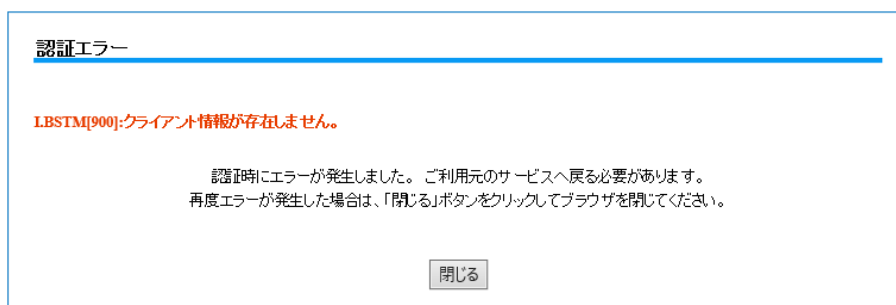 認証エラー
LBSTM[900]:クライアント情報が存在しません。
認証時にエラーが発生しました。ご利用元のサービスへ戻る必要があります。
再度エラーが発生した場合は、「閉じる」ボタンをクリックしてブラウザを閉じてください。
閉じる